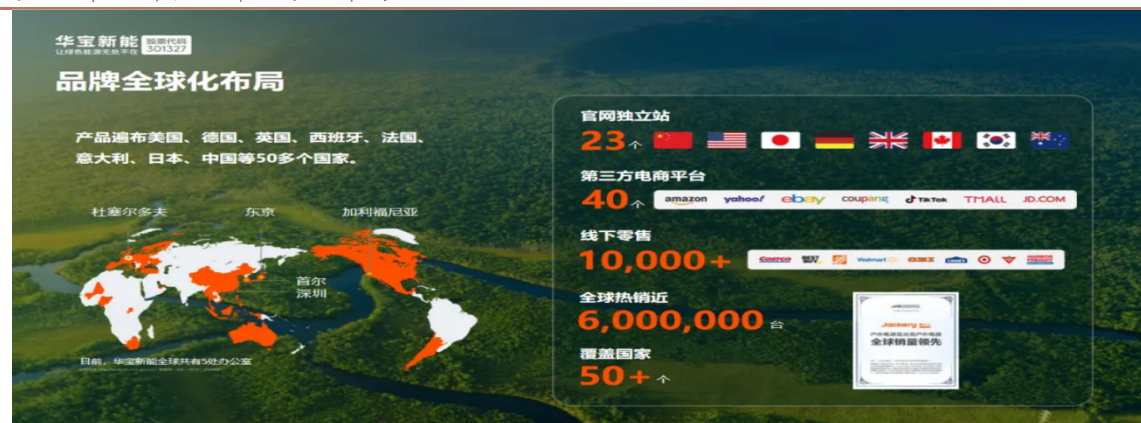 华宝新能 股票代码
让绿色能源无处不在 301327
品牌全球化布局
产品遍布美国、德国、英国、西班牙、法国、
意大利、日本、中国等50多个国家。
杜塞尔多夫 东京 加利福尼亚
首尔
深圳
目前，华宝新能全球共有5处办公室
官网独立站
23个
第三方电商平台
40个
amazon yahoo! ebay coupang TikTok TMALL JD.COM
线下零售
10,000+
Costco BEST BUY Walmart OBI LOWE'S
全球热销近
6,000,000 台
Jackery
全球销量领先
覆盖国家
50+个